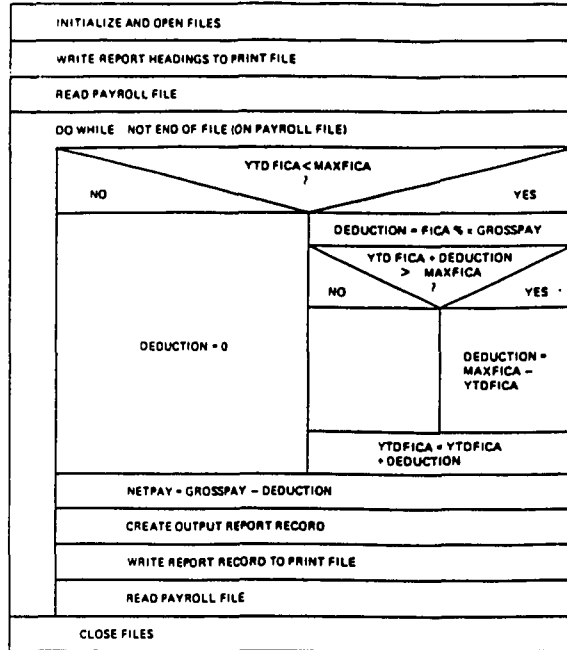 INITIALIZE AND OPEN FILES
WRITE REPORT HEADINGS TO PRINT FILE
READ PAYROLL FILE
DO WHILE NOT END OF FILE (ON PAYROLL FILE)
YTD FICA < MAXFICA
?
NO
YES
DEDUCTION = FICA % x GROSSPAY
YTD FICA + DEDUCTION
> MAXFICA
?
NO
YES
DEDUCTION = 0
DEDUCTION =
MAXFICA –
YTDFICA
YTDFICA = YTDFICA
+ DEDUCTION
NETPAY = GROSSPAY – DEDUCTION
CREATE OUTPUT REPORT RECORD
WRITE REPORT RECORD TO PRINT FILE
READ PAYROLL FILE
CLOSE FILES